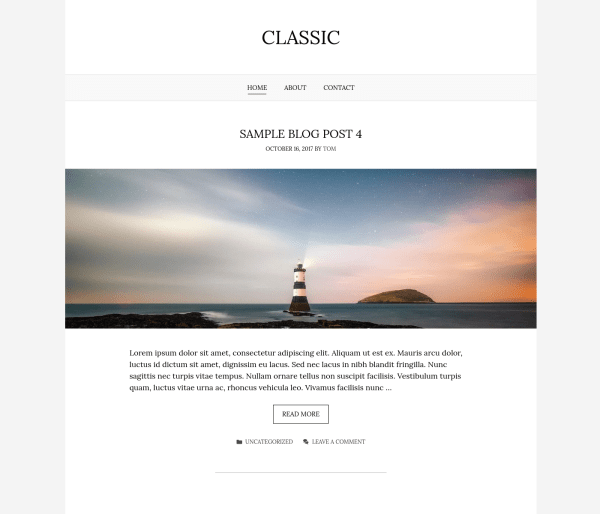 CLASSIC
HOME ABOUT CONTACT
SAMPLE BLOG POST 4
OCTOBER 16, 2017 BY TOM
Lorem ipsum dolor sit amet, consectetur adipiscing elit. Aliquam ut est ex. Mauris arcu dolor,
luctus id dictum sit amet, dignissim eu lacus. Sed nec lacus in nibh blandit fringilla. Nunc
sagittis nec turpis vitae tempus. Nullam ornare tellus non suscipit facilisis. Vestibulum turpis
quam, luctus vitae urna ac, rhoncus vehicula leo. Vivamus facilisis nunc ...
READ MORE
UNCATEGORIZED LEAVE A COMMENT